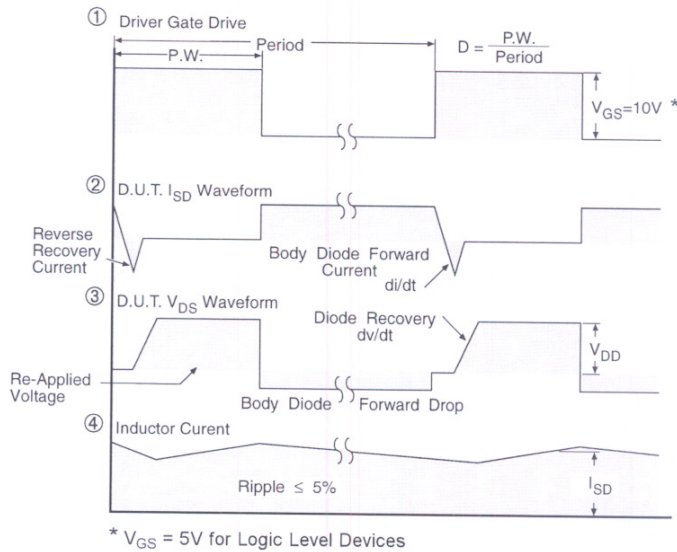 ① Driver Gate Drive
Period
P.W.
D = P.W. / Period
V_GS=10V *
② D.U.T. I_SD Waveform
Reverse
Recovery
Current
Body Diode Forward
Current
di/dt
③ D.U.T. V_DS Waveform
Diode Recovery
dv/dt
V_DD
Re-Applied
Voltage
Body Diode Forward Drop
④ Inductor Curent
Ripple ≤ 5%
I_SD
* V_GS = 5V for Logic Level Devices